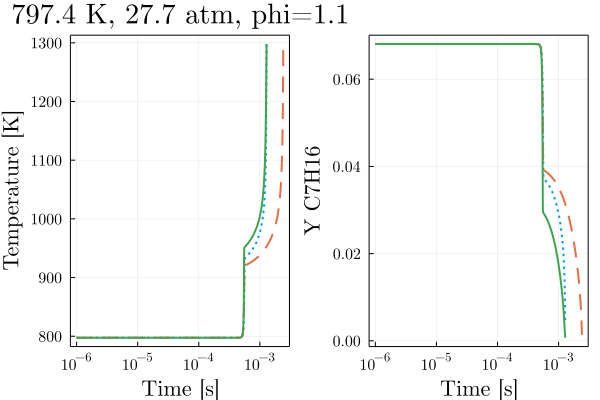 797.4 K, 27.7 atm, phi=1.1
Temperature [K]
1300
1200
1100
1000
900
800
10⁻⁶ 10⁻⁵ 10⁻⁴ 10⁻³
Time [s]
Y C7H16
0.06
0.04
0.02
0.00
10⁻⁶ 10⁻⁵ 10⁻⁴ 10⁻³
Time [s]